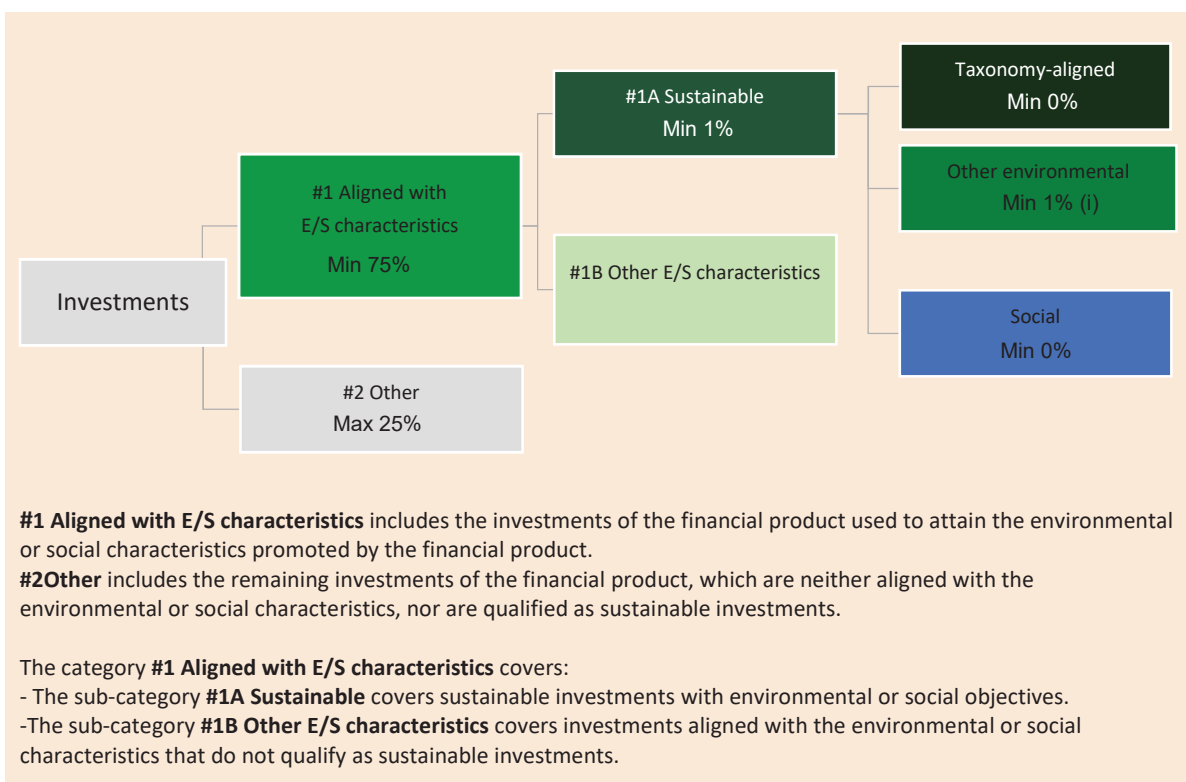 Taxonomy-aligned
Min 0%
#1A Sustainable
Min 1%
Other environmental
Min 1% (i)
#1 Aligned with
E/S characteristics
Min 75%
#1B Other E/S characteristics
Investments
Social
Min 0%
#2 Other
Max 25%
#1 Aligned with E/S characteristics includes the investments of the financial product used to attain the environmental
or social characteristics promoted by the financial product.
#2Other includes the remaining investments of the financial product, which are neither aligned with the
environmental or social characteristics, nor are qualified as sustainable investments.
The category #1 Aligned with E/S characteristics covers:
- The sub-category #1A Sustainable covers sustainable investments with environmental or social objectives.
-The sub-category #1B Other E/S characteristics covers investments aligned with the environmental or social
characteristics that do not qualify as sustainable investments.